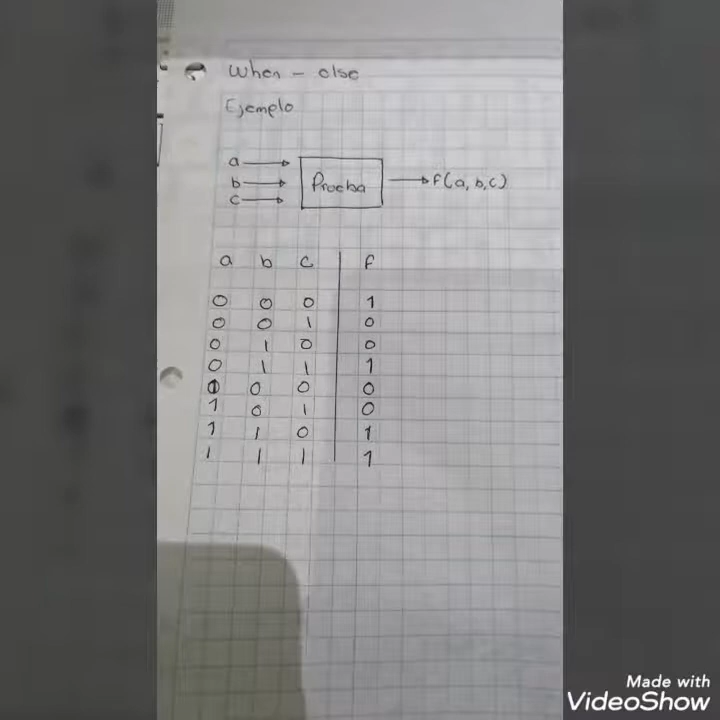 When - else
Ejemplo
a
b Prueba f(a,b,c)
c
a b c f
0 0 0 1
0 0 1 0
0 1 0 0
0 1 1 1
1 0 0 0
1 0 1 0
1 1 0 1
1 1 1 1
Made with
VideoShow